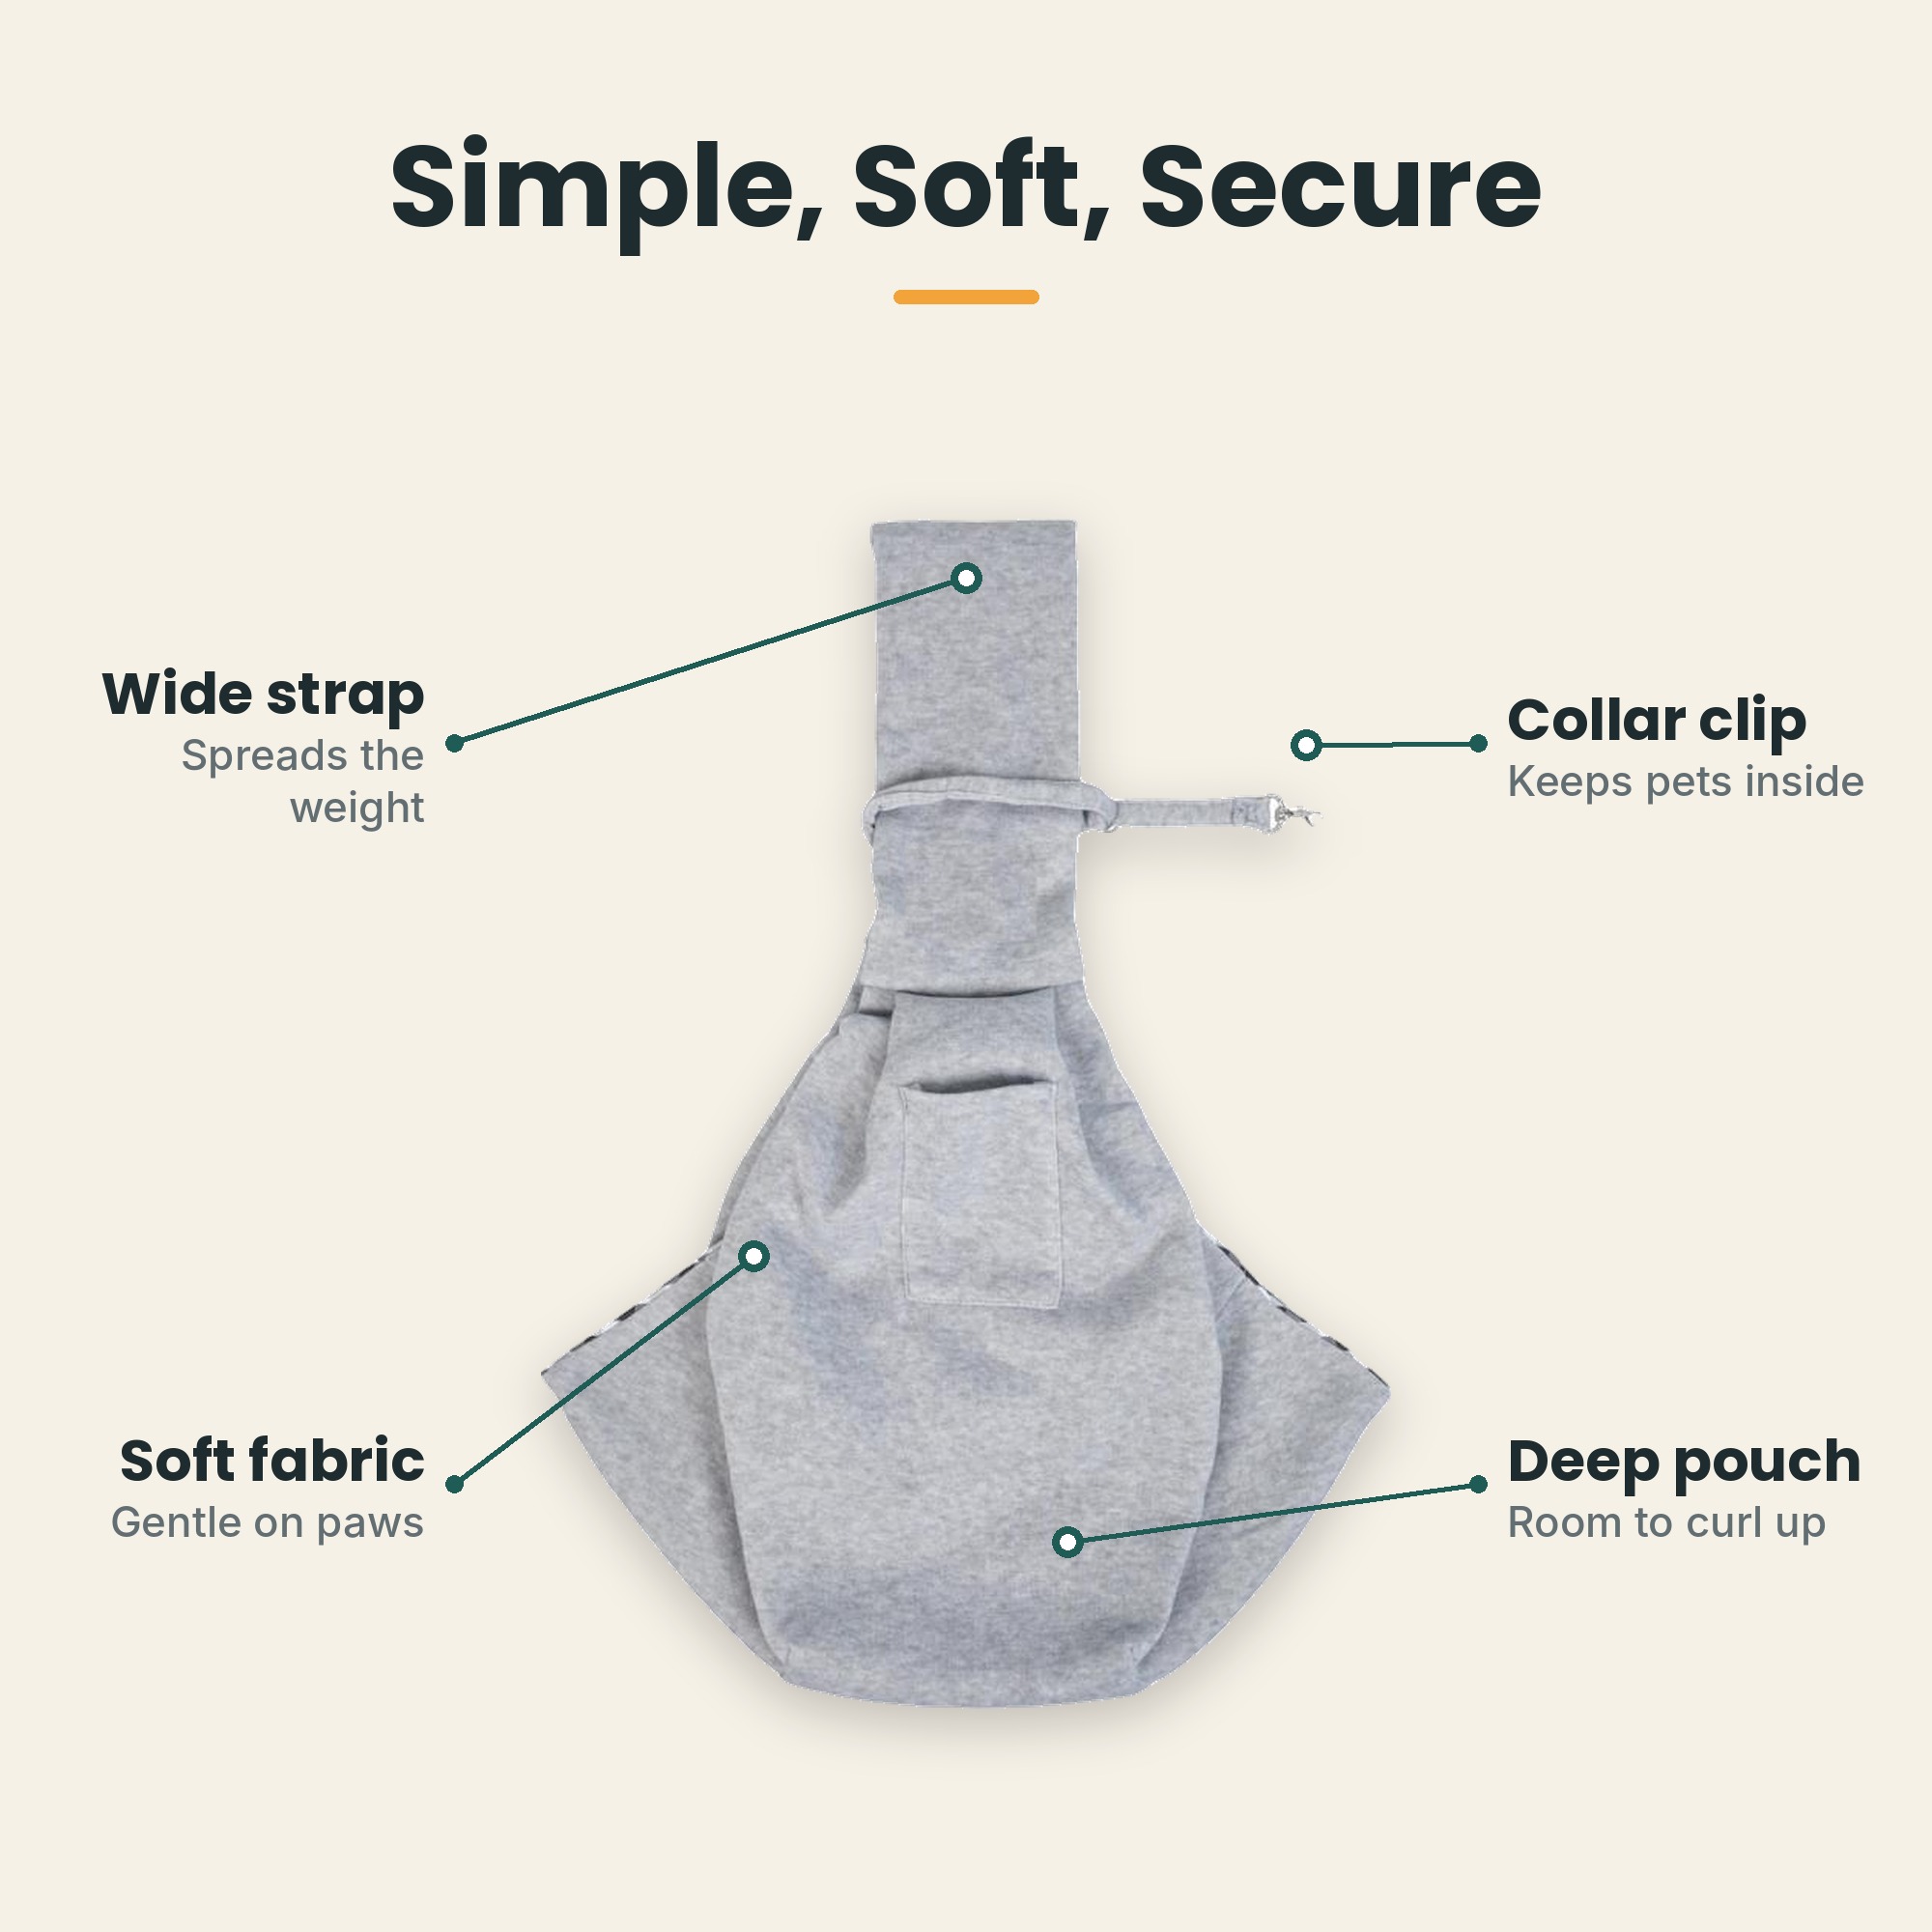 Simple, Soft, Secure
Wide strap
Spreads the
weight
Collar clip
Keeps pets inside
Soft fabric
Gentle on paws
Deep pouch
Room to curl up